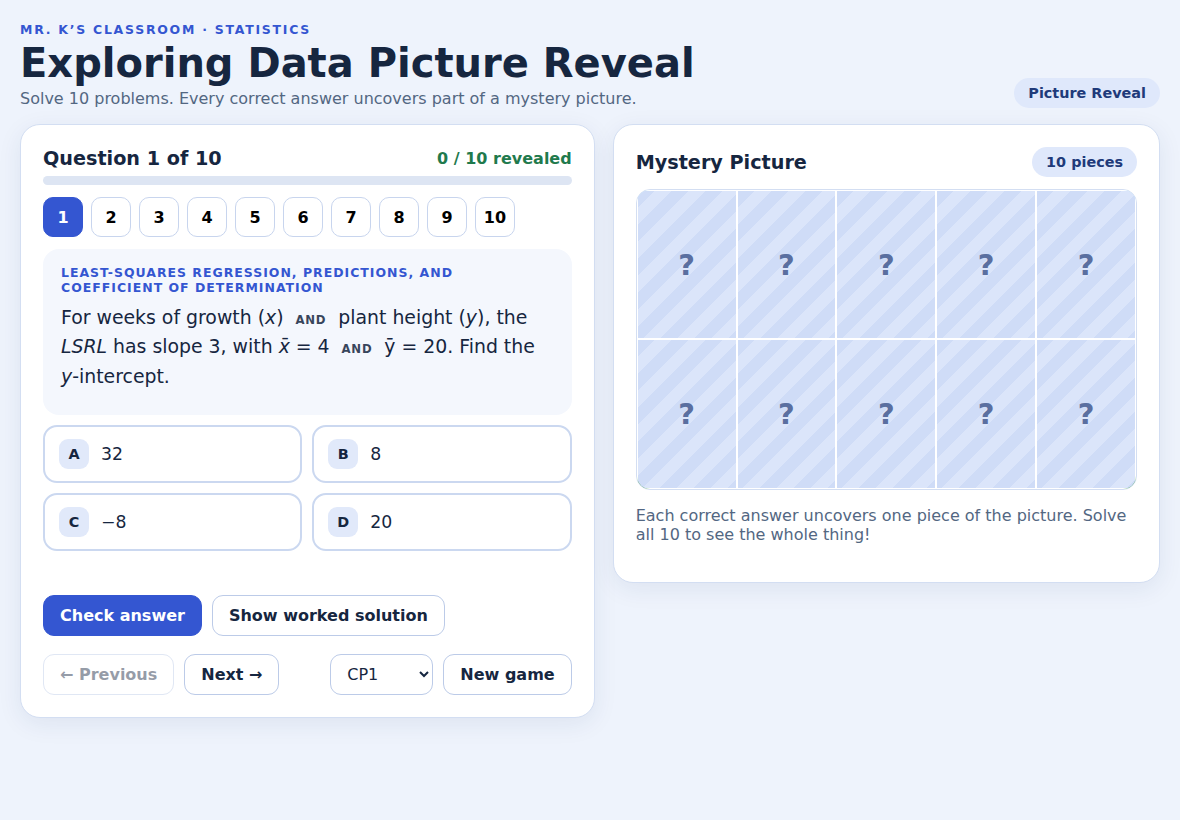 MR. K’S CLASSROOM · STATISTICS
Exploring Data Picture Reveal
Solve 10 problems. Every correct answer uncovers part of a mystery picture.
Picture Reveal
Question 1 of 10
0 / 10 revealed
1 2 3 4 5 6 7 8 9 10
LEAST-SQUARES REGRESSION, PREDICTIONS, AND
COEFFICIENT OF DETERMINATION
For weeks of growth (x) AND plant height (y), the
LSRL has slope 3, with x̄ = 4 AND ȳ = 20. Find the
y-intercept.
A 32
B 8
C −8
D 20
Check answer
Show worked solution
← Previous
Next →
CP1
New game
Mystery Picture
10 pieces
? ? ? ? ?
? ? ? ? ?
Each correct answer uncovers one piece of the picture. Solve
all 10 to see the whole thing!